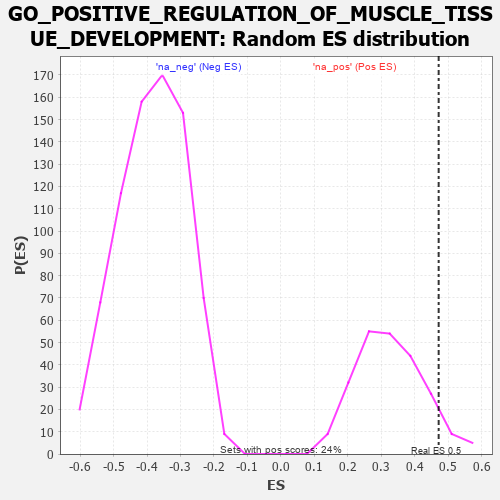 GO_POSITIVE_REGULATION_OF_MUSCLE_TISS
UE_DEVELOPMENT: Random ES distribution
'na_neg' (Neg ES) 'na_pos' (Pos ES)
170
160
150
140
130
120
110
100
90
80
70
60
50
40
30
20
10
0
P(ES)
Sets with pos scores: 24% Real ES 0.5
-0.6 -0.5 -0.4 -0.3 -0.2 -0.1 0.0 0.1 0.2 0.3 0.4 0.5 0.6
ES